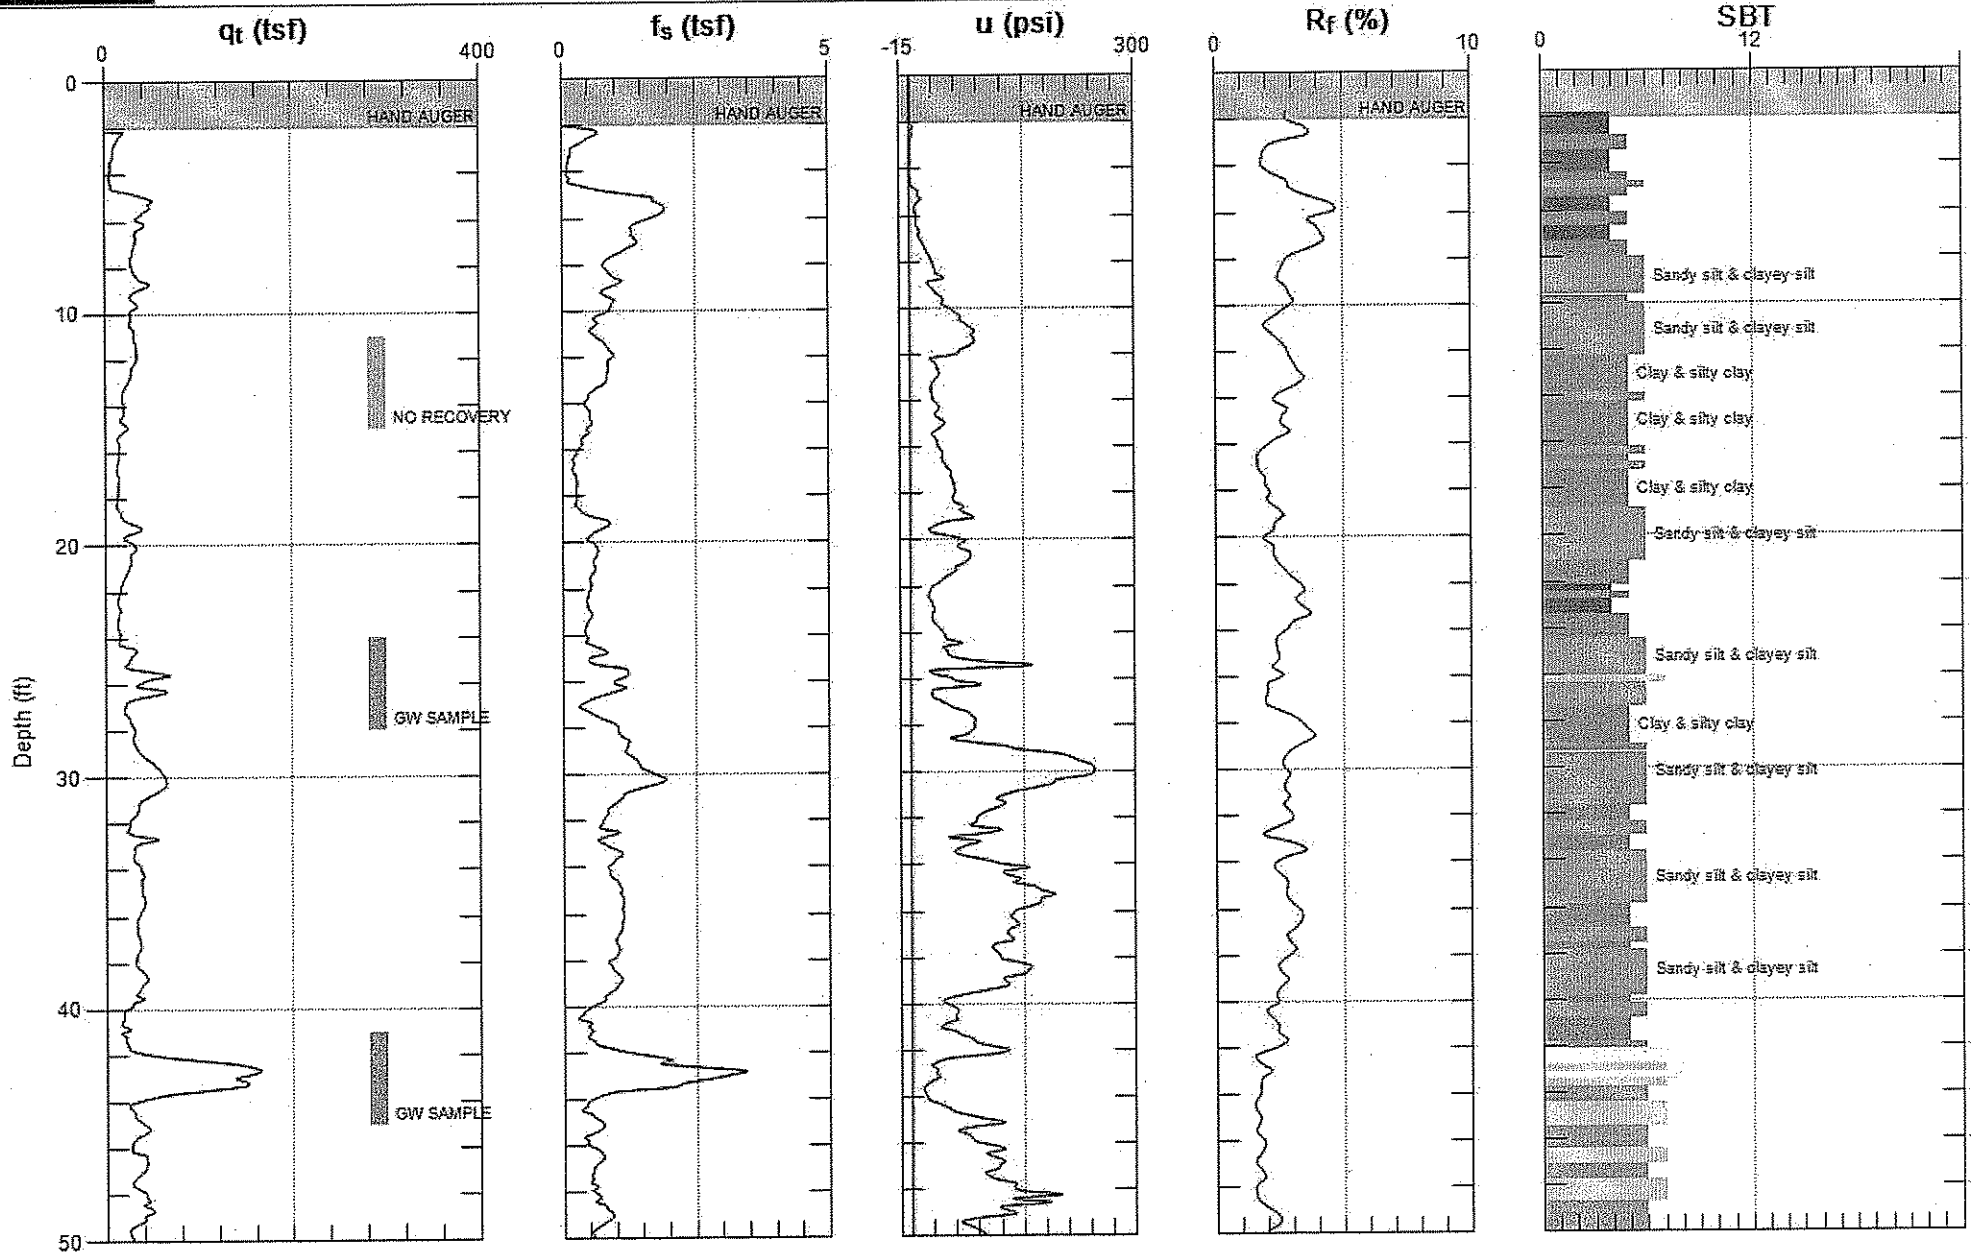 qt (tsf) fs (tsf) u (psi) Rf (%) SBT
0 400 0 5 -15 300 0 10 0 12
0
HAND AUGER HAND AUGER HAND AUGER HAND AUGER
Sandy silt & clayey silt
10
Sandy silt & clayey silt
Clay & silty clay
NO RECOVERY
Clay & silty clay
Clay & silty clay
20
Sandy silt & clayey silt
Sandy silt & clayey silt
Depth (ft)
GW SAMPLE
Clay & silty clay
30
Sandy silt & clayey silt
Sandy silt & clayey silt
Sandy silt & clayey silt
40
GW SAMPLE
50